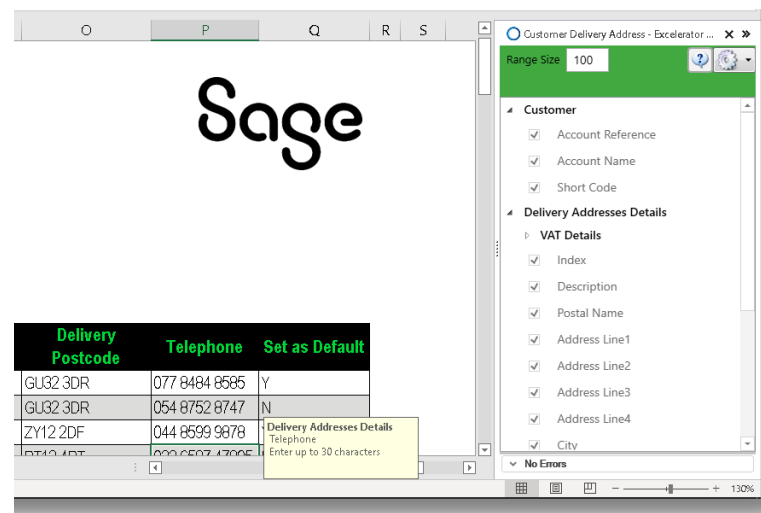 O P Q R S
Sage
Delivery Postcode Telephone Set as Default
GU32 3DR 077 8484 8585 Y
GU32 3DR 054 8752 8747 N
ZY12 2DF 044 8599 9878
Delivery Addresses Details
Telephone
Enter up to 30 characters
Customer Delivery Address - Excelerator ...
Range Size 100
Customer
Account Reference
Account Name
Short Code
Delivery Addresses Details
VAT Details
Index
Description
Postal Name
Address Line1
Address Line2
Address Line3
Address Line4
City
No Errors
130%